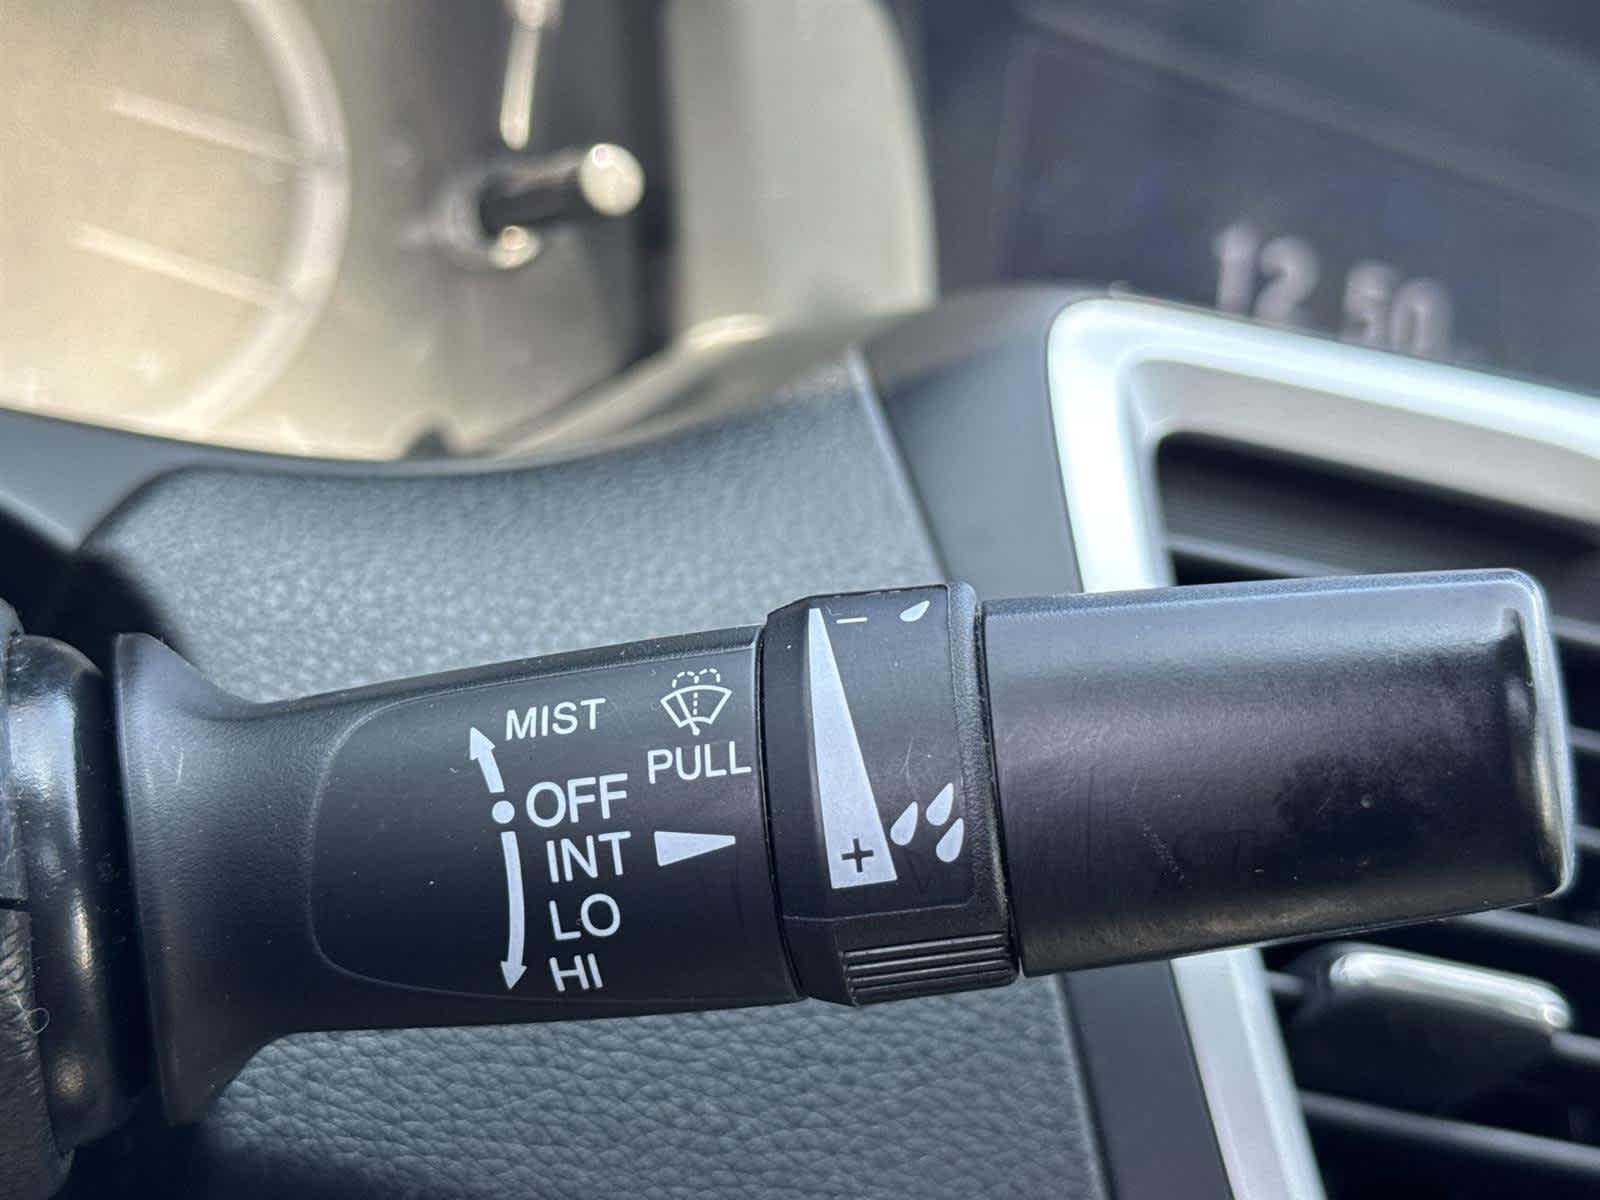 12:50
MIST
PULL
OFF
INT
LO
HI
−
+